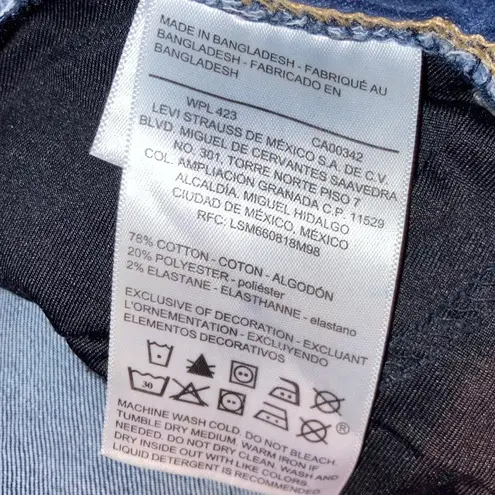 MADE IN BANGLADESH - FABRIQUÉ AU
BANGLADESH - FABRICADO EN
BANGLADESH
WPL 423 CA00342
LEVI STRAUSS DE MÉXICO S.A. DE C.V.
BLVD. MIGUEL DE CERVANTES SAAVEDRA
NO. 301, TORRE NORTE PISO 7
COL. AMPLIACIÓN GRANADA C.P. 11529
ALCALDÍA. MIGUEL HIDALGO
CIUDAD DE MÉXICO, MÉXICO
RFC: LSM660818M98
78% COTTON - COTON - ALGODÓN
20% POLYESTER - poliéster
2% ELASTANE - ELASTHANNE - elastano
EXCLUSIVE OF DECORATION - EXCLUANT
L'ORNEMENTATION - EXCLUYENDO
ELEMENTOS DECORATIVOS
30 ®
MACHINE WASH COLD. DO NOT BLEACH.
TUMBLE DRY MEDIUM. WARM IRON IF
NEEDED. DO NOT DRY CLEAN. WASH AND
DRY INSIDE OUT WITH LIKE COLORS.
LIQUID DETERGENT IS RECOMMENDED.